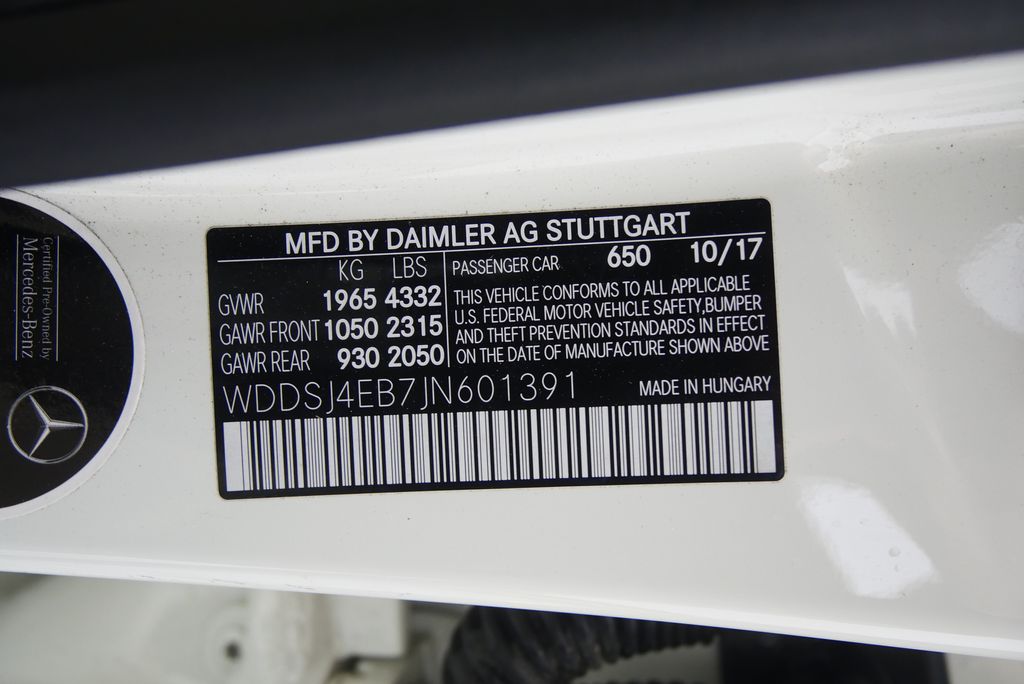 Certified Pre-Owned by
Mercedes-Benz
MFD BY DAIMLER AG STUTTGART
KG LBS
GVWR 1965 4332
GAWR FRONT 1050 2315
GAWR REAR 930 2050
PASSENGER CAR 650 10/17
THIS VEHICLE CONFORMS TO ALL APPLICABLE
U.S. FEDERAL MOTOR VEHICLE SAFETY,BUMPER
AND THEFT PREVENTION STANDARDS IN EFFECT
ON THE DATE OF MANUFACTURE SHOWN ABOVE
WDDSJ4EB7JN601391
MADE IN HUNGARY